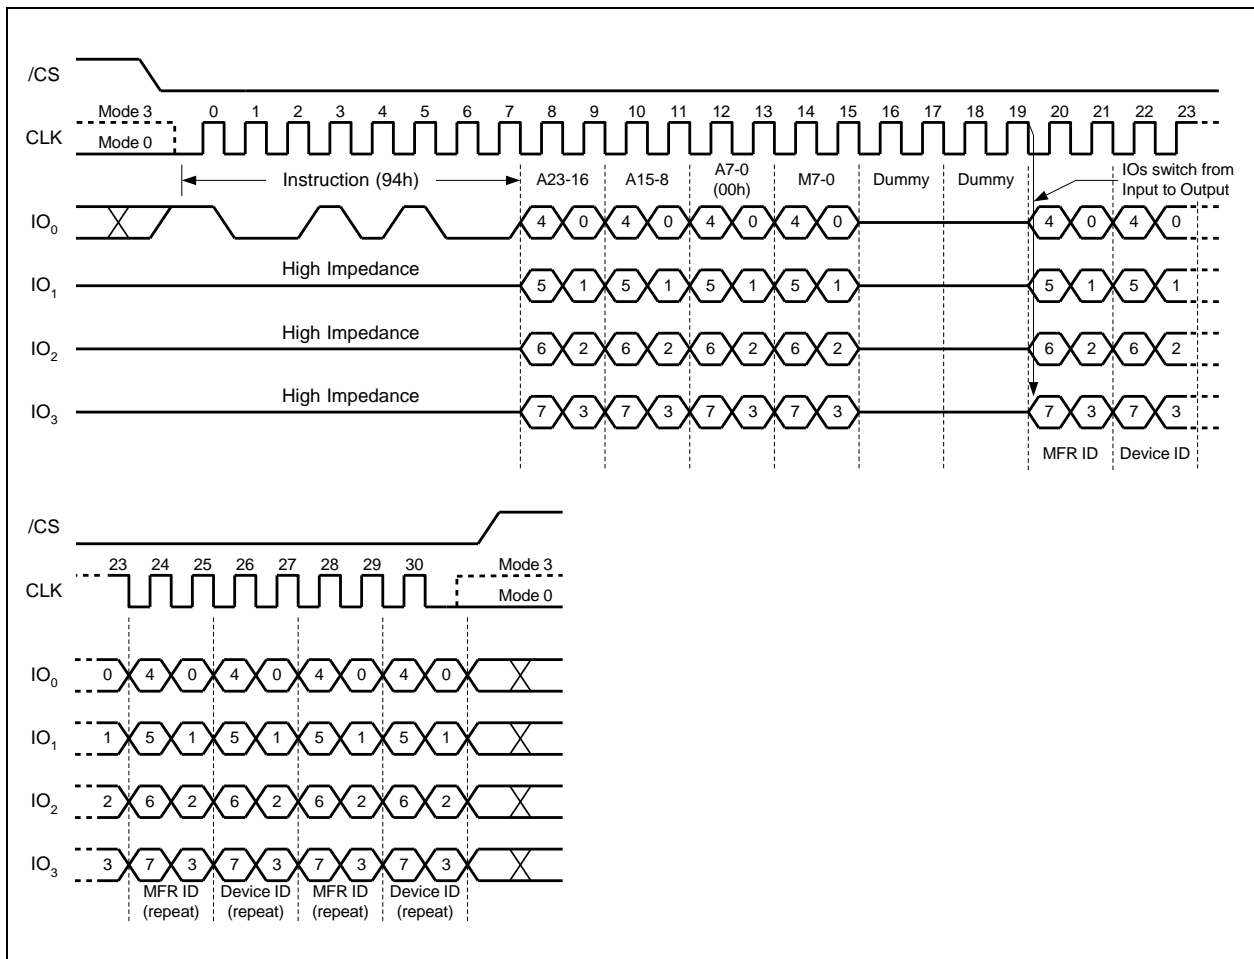 /CS
Mode 3 0 1 2 3 4 5 6 7 8 9 10 11 12 13 14 15 16 17 18 19 20 21 22 23
CLK
Mode 0
Instruction (94h)
A23-16 A15-8 A7-0 (00h) M7-0 Dummy Dummy
IOs switch from
Input to Output
IO0 4 0 4 0 4 0 4 0 4 0 4 0
High Impedance
IO1 5 1 5 1 5 1 5 1 5 1 5 1
High Impedance
IO2 6 2 6 2 6 2 6 2 6 2 6 2
High Impedance
IO3 7 3 7 3 7 3 7 3 7 3 7 3
MFR ID Device ID
/CS
23 24 25 26 27 28 29 30 Mode 3
CLK
Mode 0
IO0 0 4 0 4 0 4 0 4 0
IO1 1 5 1 5 1 5 1 5 1
IO2 2 6 2 6 2 6 2 6 2
IO3 3 7 3 7 3 7 3 7 3
MFR ID Device ID MFR ID Device ID
(repeat) (repeat) (repeat) (repeat)